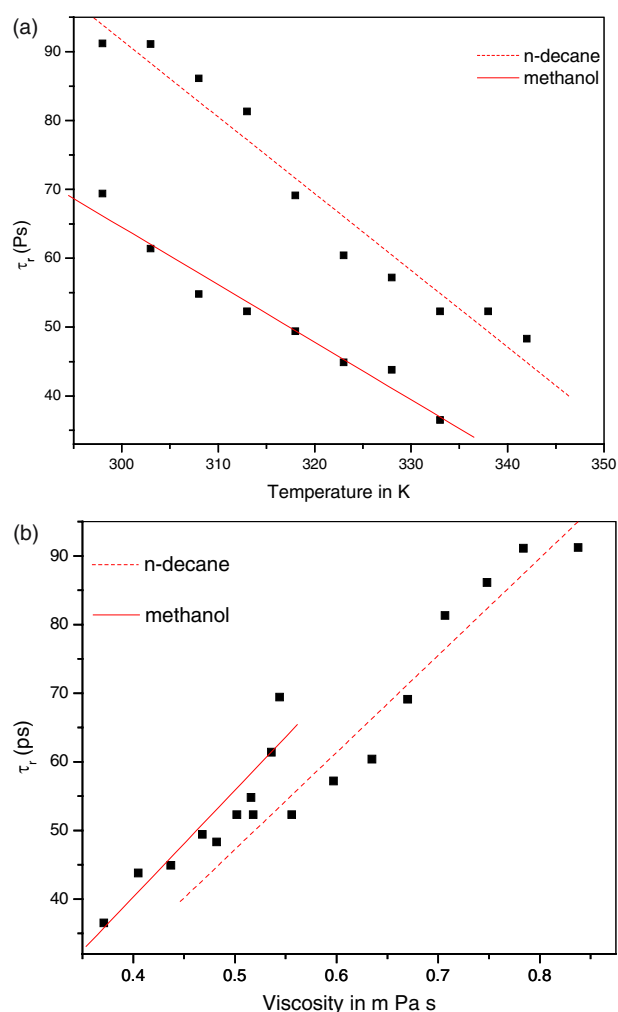 (a)
90
80
70
60
50
40
τr (Ps)
n-decane
methanol
300
310
320
330
340
350
Temperature in K
(b)
90
80
70
60
50
40
τr (ps)
n-decane
methanol
0.4
0.5
0.6
0.7
0.8
Viscosity in m Pa s